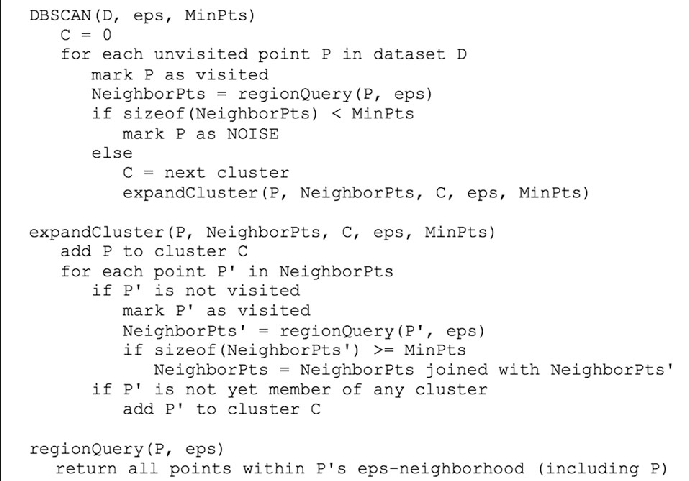 DBSCAN(D, eps, MinPts)
C = 0
for each unvisited point P in dataset D
mark P as visited
NeighborPts = regionQuery(P, eps)
if sizeof(NeighborPts) < MinPts
mark P as NOISE
else
C = next cluster
expandCluster(P, NeighborPts, C, eps, MinPts)
expandCluster(P, NeighborPts, C, eps, MinPts)
add P to cluster C
for each point P' in NeighborPts
if P' is not visited
mark P' as visited
NeighborPts' = regionQuery(P', eps)
if sizeof(NeighborPts') >= MinPts
NeighborPts = NeighborPts joined with NeighborPts'
if P' is not yet member of any cluster
add P' to cluster C
regionQuery(P, eps)
return all points within P's eps-neighborhood (including P)